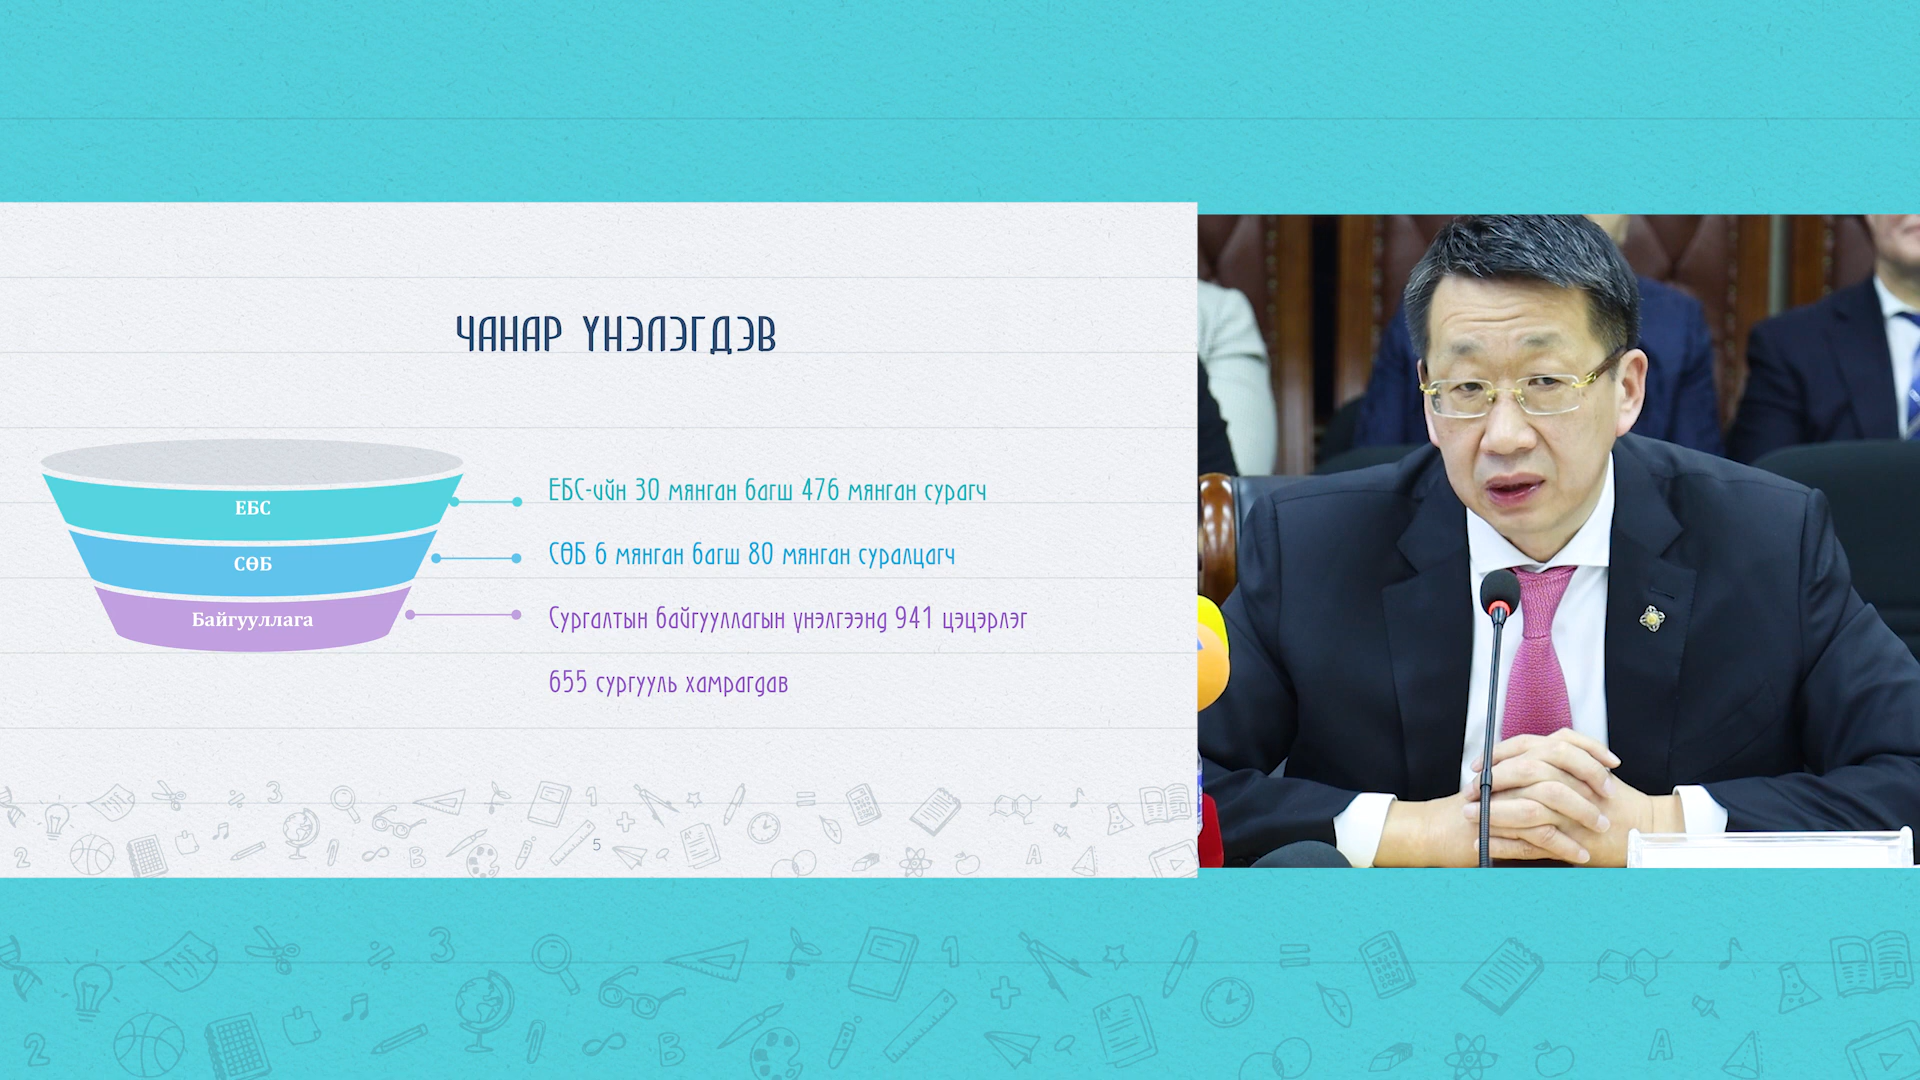 ЧАНАР ҮНЭЛЭГДЭВ
ЕБС
СӨБ
Байгууллага
ЕБС-ийн 30 мянган багш 476 мянган сурагч
СӨБ 6 мянган багш 80 мянган суралцагч
Сургалтын байгууллагын үнэлгээнд 941 цэцэрлэг
655 сургууль хамрагдав
5